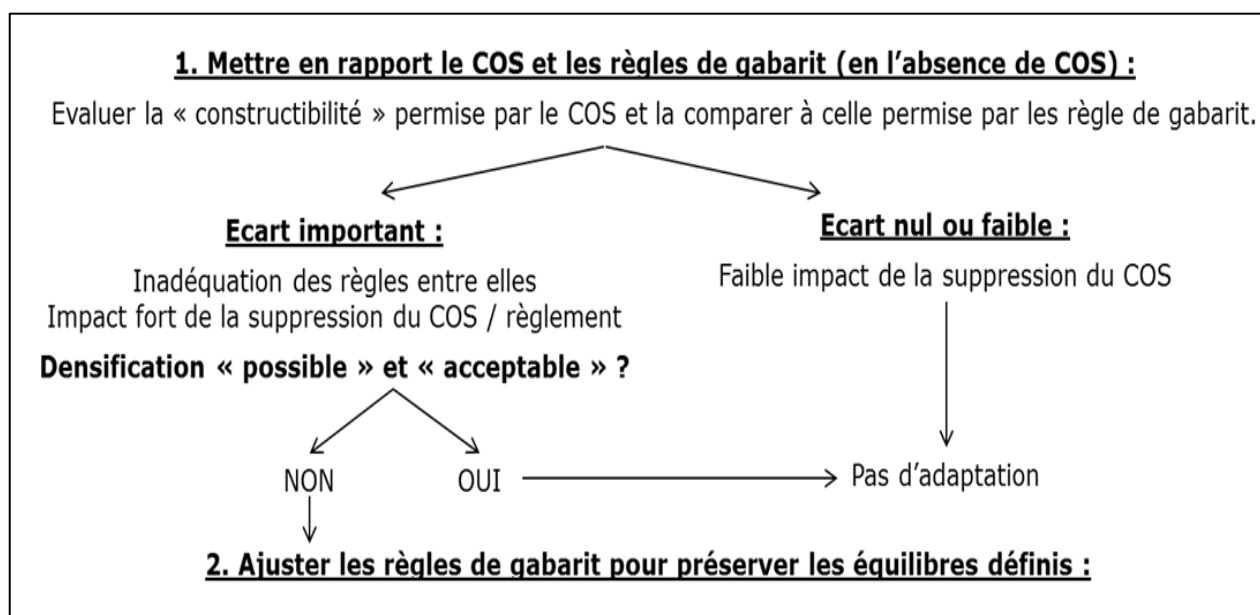 1. Mettre en rapport le COS et les règles de gabarit (en l’absence de COS) :
Evaluer la « constructibilité » permise par le COS et la comparer à celle permise par les règle de gabarit.
Ecart important :
Inadéquation des règles entre elles
Impact fort de la suppression du COS / règlement
Densification « possible » et « acceptable » ?
Ecart nul ou faible :
Faible impact de la suppression du COS
NON
OUI
Pas d’adaptation
2. Ajuster les règles de gabarit pour préserver les équilibres définis :